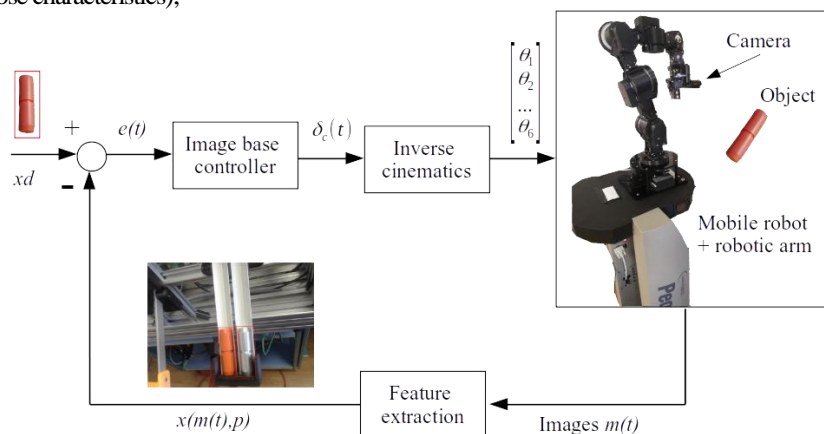 ose characteristics),
xd
+
-
e(t)
Image base
controller
δc(t)
Inverse
cinematics
θ1
θ2
...
θ6
Camera
Object
Mobile robot
+ robotic arm
Feature
extraction
Images m(t)
x(m(t),p)